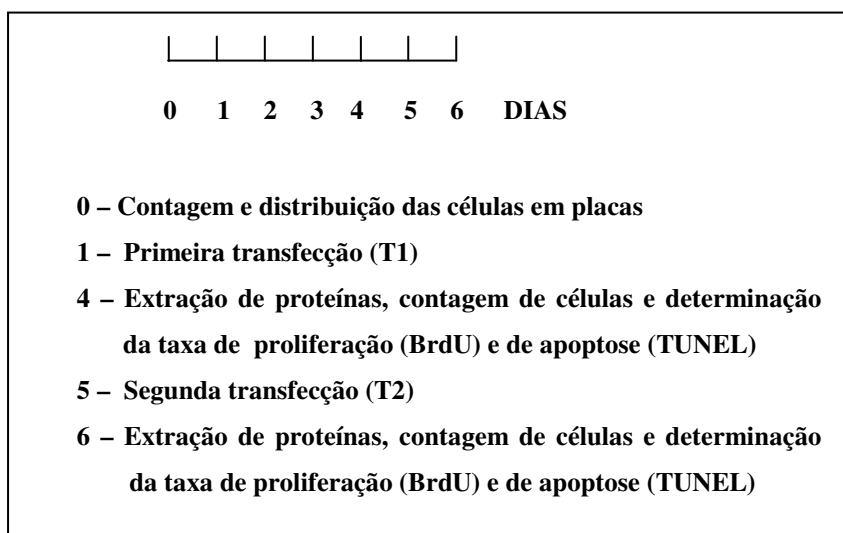 0 1 2 3 4 5 6 DIAS
0 – Contagem e distribuição das células em placas
1 – Primeira transfecção (T1)
4 – Extração de proteínas, contagem de células e determinação
da taxa de proliferação (BrdU) e de apoptose (TUNEL)
5 – Segunda transfecção (T2)
6 – Extração de proteínas, contagem de células e determinação
da taxa de proliferação (BrdU) e de apoptose (TUNEL)